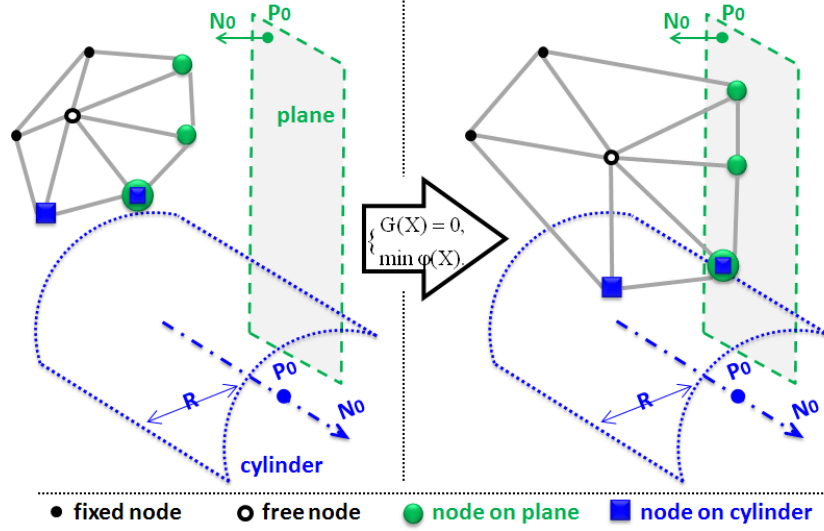 N0
P0
plane
P0
R
N0
cylinder
G(X) = 0,
min φ(X).
N0
P0
P0
R
N0
fixed node
free node
node on plane
node on cylinder